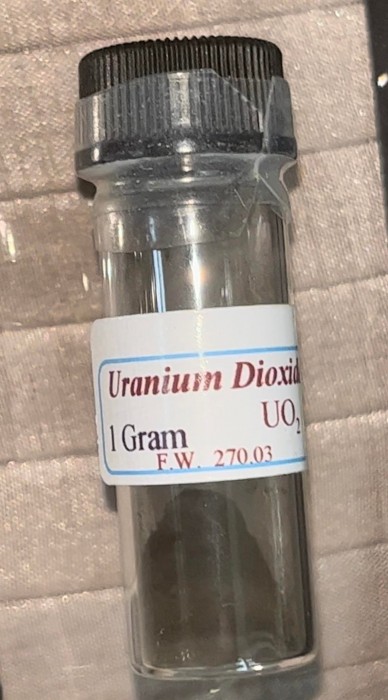 Uranium Dioxid
UO₂
1 Gram
F.W. 270.03